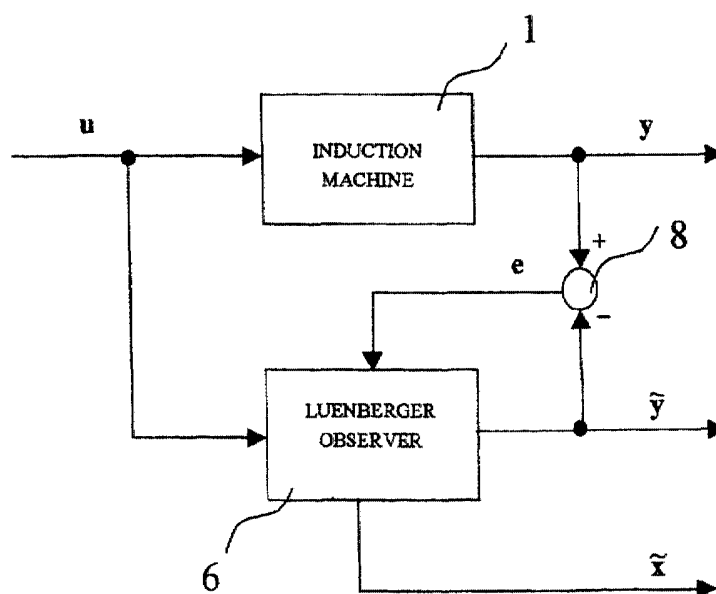 1
u
INDUCTION
MACHINE
y
+
8
e
−
LUENBERGER
OBSERVER
ỹ
6
x̃